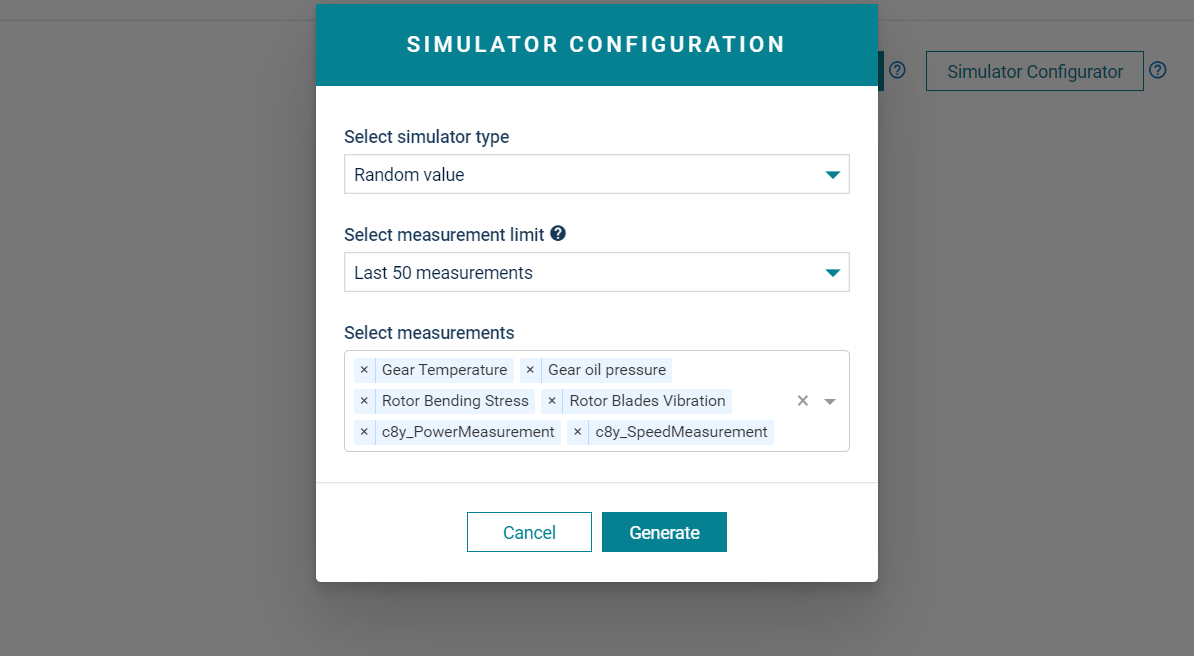 SIMULATOR CONFIGURATION
Simulator Configurator
Select simulator type
Random value
Select measurement limit
Last 50 measurements
Select measurements
× Gear Temperature × Gear oil pressure
× Rotor Bending Stress × Rotor Blades Vibration
× c8y_PowerMeasurement × c8y_SpeedMeasurement
Cancel Generate